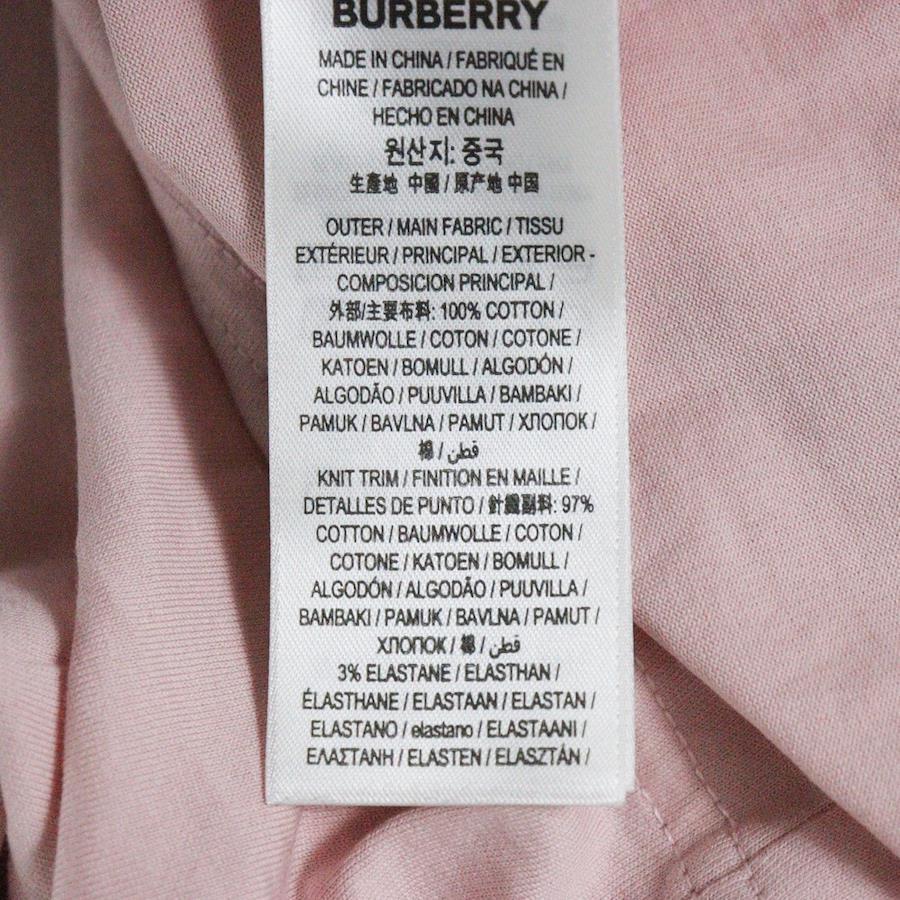 BURBERRY
MADE IN CHINA / FABRIQUÉ EN
CHINE / FABRICADO NA CHINA /
HECHO EN CHINA
원산지: 중국
生產地 中國 / 原产地 中国
OUTER / MAIN FABRIC / TISSU
EXTÉRIEUR / PRINCIPAL / EXTERIOR -
COMPOSICION PRINCIPAL /
外部/主要布料: 100% COTTON /
BAUMWOLLE / COTON / COTONE /
KATOEN / BOMULL / ALGODÓN /
ALGODÃO / PUUVILLA / BAMBAKI /
PAMUK / BAVLNA / PAMUT / ХЛОПОК /
棉 / قطن
KNIT TRIM / FINITION EN MAILLE /
DETALLES DE PUNTO / 針織副料: 97%
COTTON / BAUMWOLLE / COTON /
COTONE / KATOEN / BOMULL /
ALGODÓN / ALGODÃO / PUUVILLA /
BAMBAKI / PAMUK / BAVLNA / PAMUT /
ХЛОПОК / 棉 / قطن
3% ELASTANE / ELASTHAN /
ÉLASTHANE / ELASTAAN / ELASTAN /
ELASTANO / elastano / ELASTAANI /
ΕΛΑΣΤΑΝΗ / ELASTEN / ELASZTÁN /